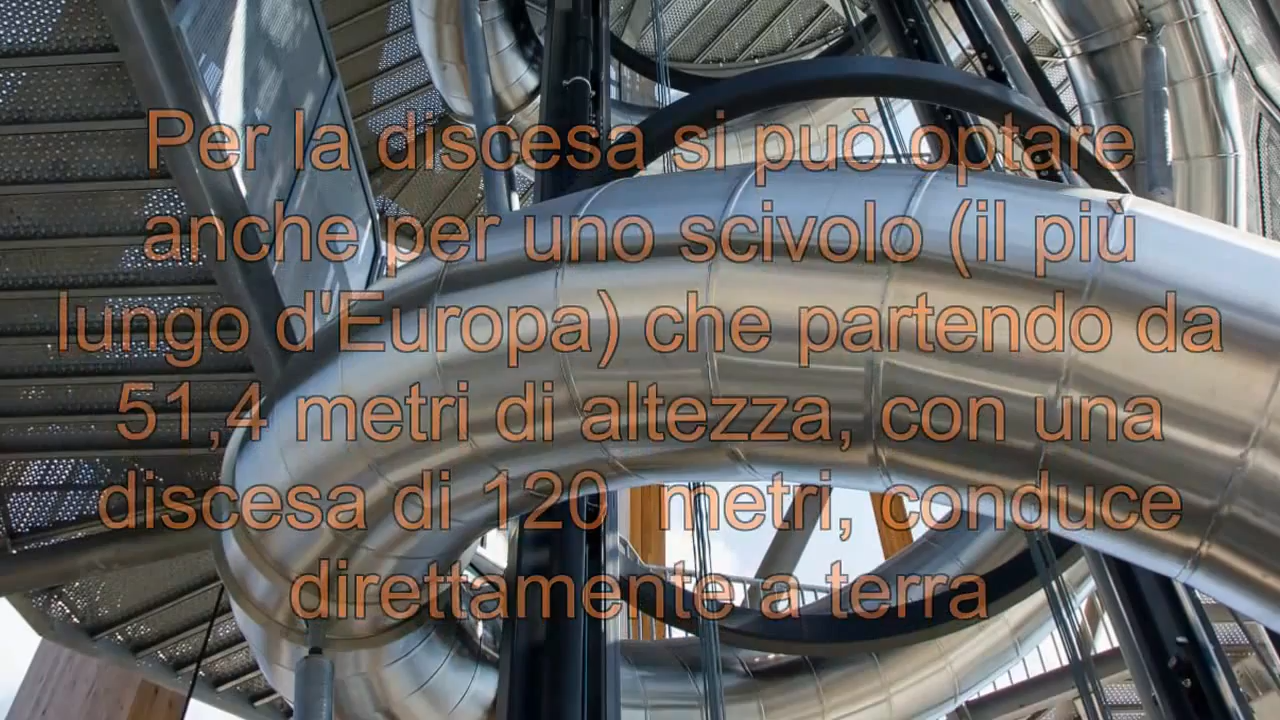 Per la discesa si può optare
anche per uno scivolo (il più
lungo d'Europa) che partendo da
51,4 metri di altezza, con una
discesa di 120 metri, conduce
direttamente a terra